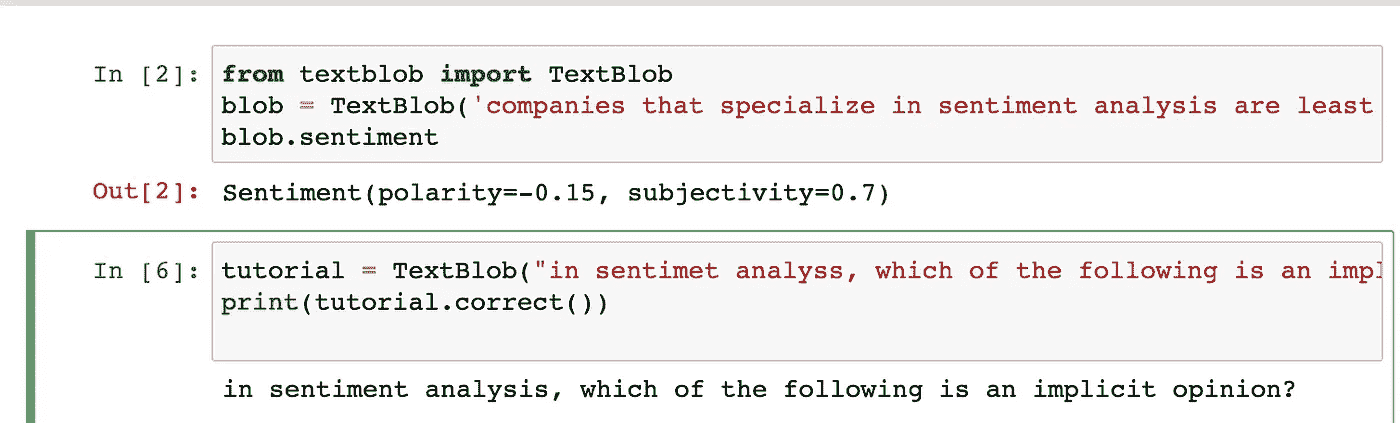 In [2]: from textblob import TextBlob
blob = TextBlob('companies that specialize in sentiment analysis are least
blob.sentiment
Out[2]: Sentiment(polarity=-0.15, subjectivity=0.7)
In [6]: tutorial = TextBlob("in sentimet analyss, which of the following is an impl
print(tutorial.correct())
in sentiment analysis, which of the following is an implicit opinion?